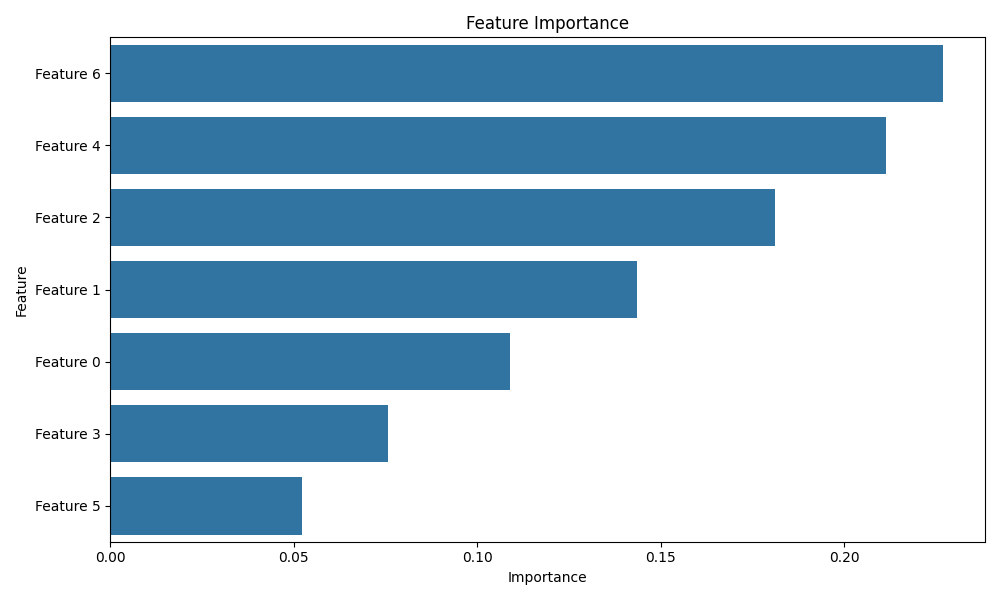 Feature Importance
Feature 6
Feature 4
Feature 2
Feature 1
Feature 0
Feature 3
Feature 5
Feature
0.00
0.05
0.10
0.15
0.20
Importance